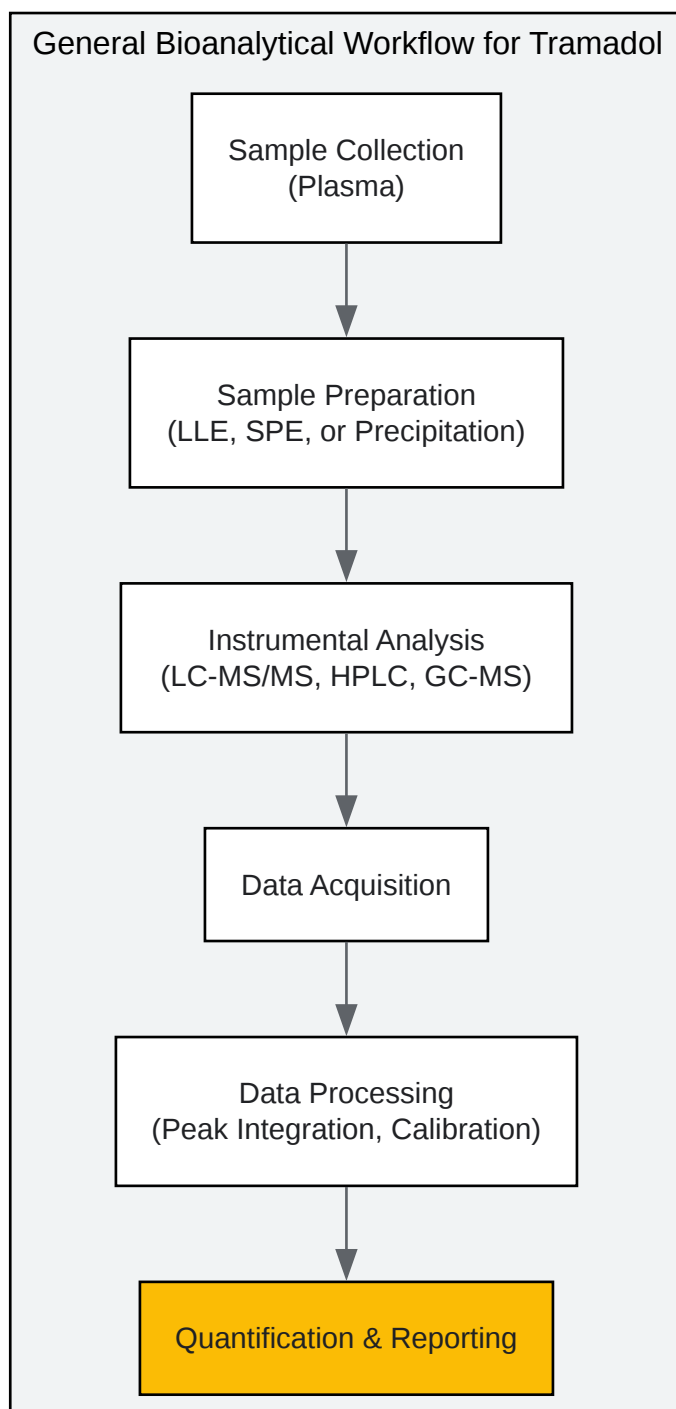 General Bioanalytical Workflow for Tramadol
Sample Collection
(Plasma)
Sample Preparation
(LLE, SPE, or Precipitation)
Instrumental Analysis
(LC-MS/MS, HPLC, GC-MS)
Data Acquisition
Data Processing
(Peak Integration, Calibration)
Quantification & Reporting